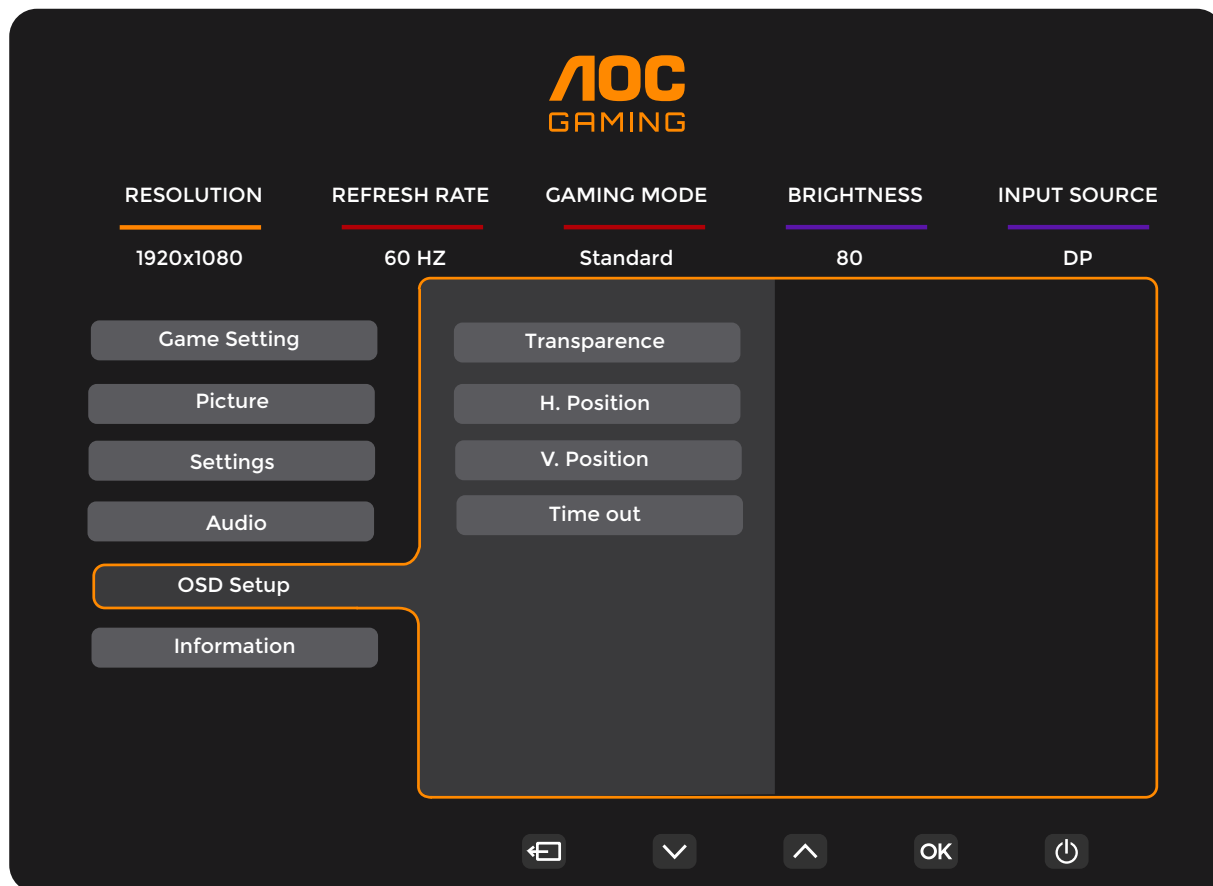 AOC
GAMING
RESOLUTION REFRESH RATE GAMING MODE BRIGHTNESS INPUT SOURCE
1920x1080 60 HZ Standard 80 DP
Game Setting
Picture
Settings
Audio
OSD Setup
Information
Transparence
H. Position
V. Position
Time out
OK